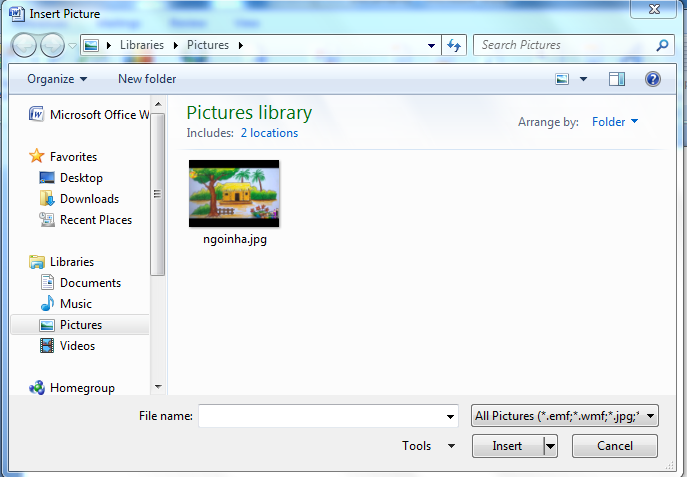 Insert Picture
Libraries Pictures
Search Pictures
Organize New folder
Microsoft Office W
Favorites
Desktop
Downloads
Recent Places
Libraries
Documents
Music
Pictures
Videos
Homegroup
Pictures library
Includes: 2 locations
Arrange by: Folder
ngoinha.jpg
File name:
All Pictures (*.emf;*.wmf;*.jpg;*
Tools Insert Cancel